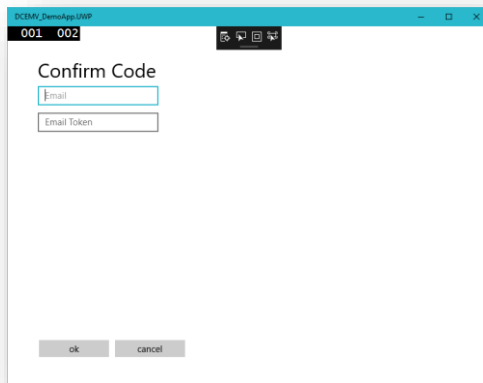 DCEMV_DemoApp.UWP
001 002
Confirm Code
Email
Email Token
ok cancel